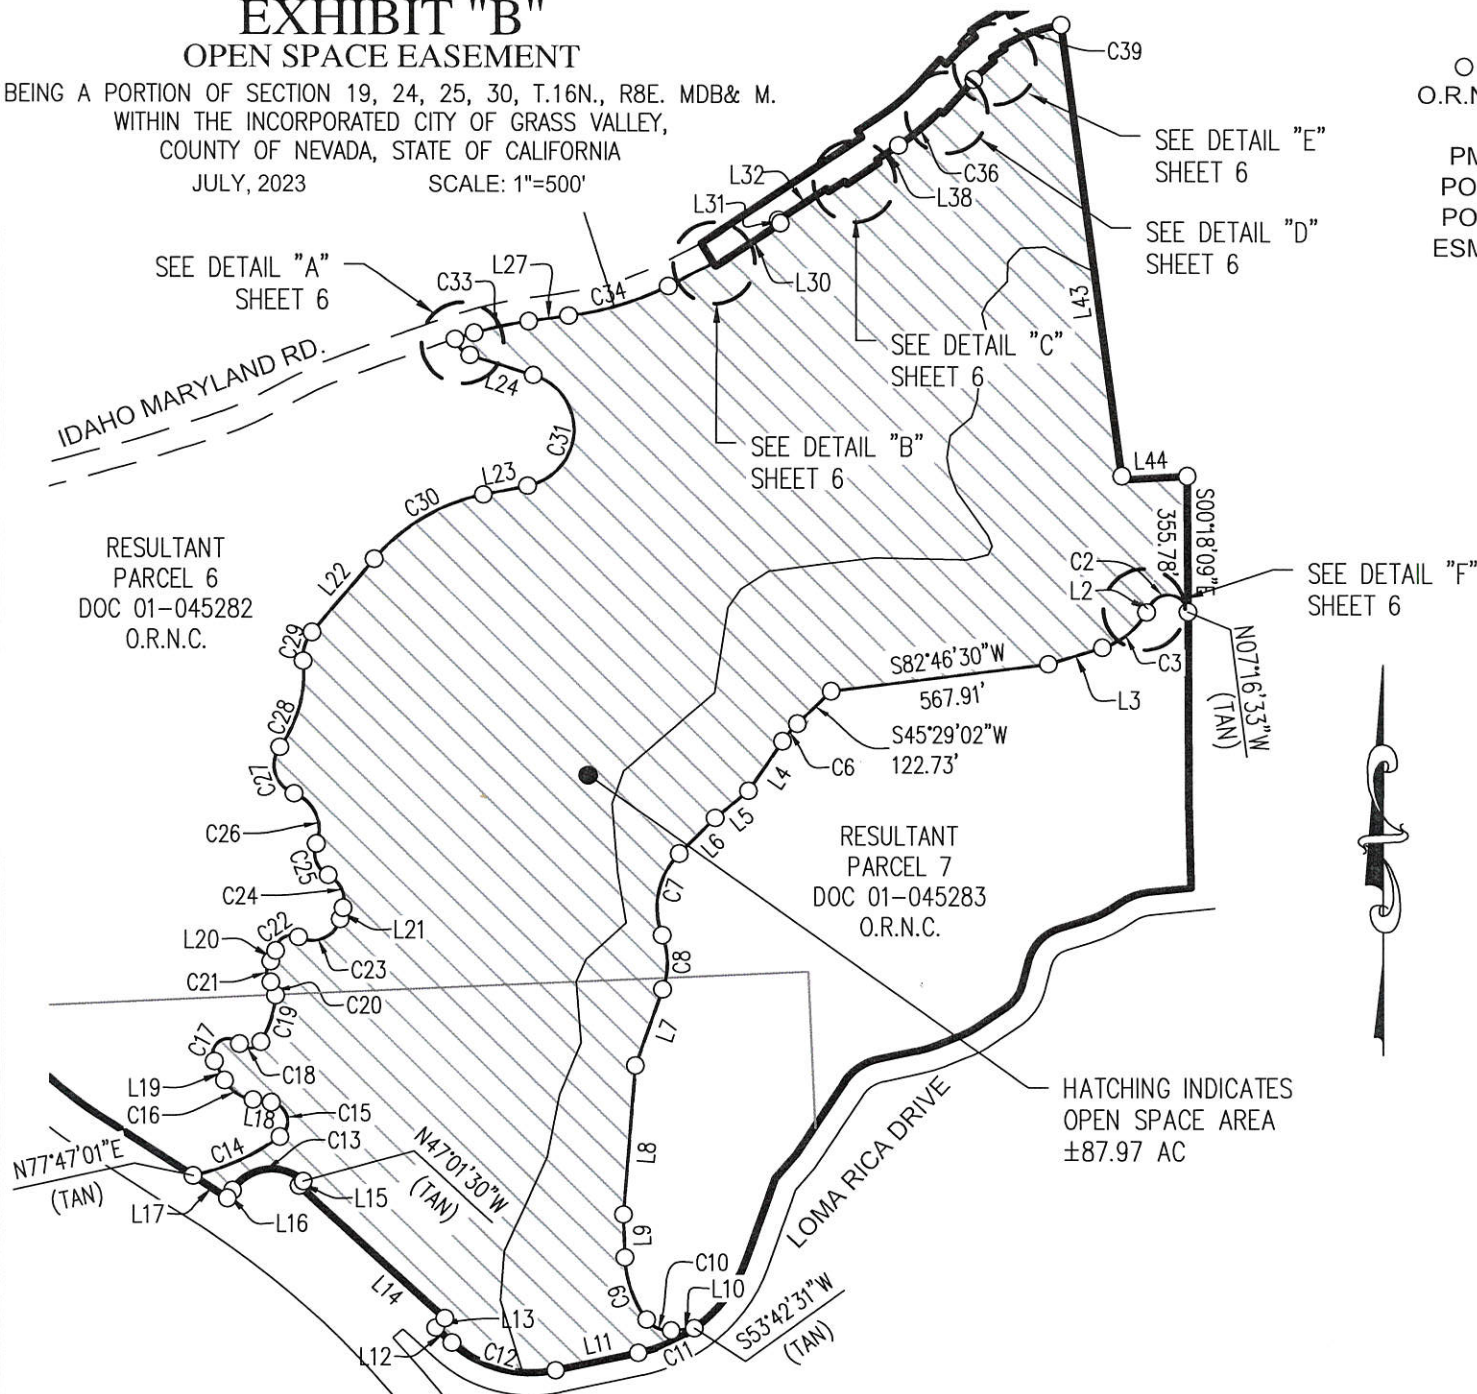 EXHIBIT "B"
OPEN SPACE EASEMENT
BEING A PORTION OF SECTION 19, 24, 25, 30, T.16N., R8E. MDB& M.
WITHIN THE INCORPORATED CITY OF GRASS VALLEY,
COUNTY OF NEVADA, STATE OF CALIFORNIA
JULY, 2023 SCALE: 1"=500'
C39
O
O.R.N
PM
PO
PO
ESM
SEE DETAIL "E"
SHEET 6
L32
C36
L38
L31
SEE DETAIL "D"
SHEET 6
SEE DETAIL "A"
SHEET 6
C33
L27
C34
L30
L43
SEE DETAIL "C"
SHEET 6
IDAHO MARYLAND RD.
L24
C31
SEE DETAIL "B"
SHEET 6
L23
C30
L44
S00°18'09"E
355.78'
RESULTANT
PARCEL 6
DOC 01-045282
O.R.N.C.
L22
C29
C2
L2
SEE DETAIL "F"
SHEET 6
C3
N07°16'33"W
(TAN)
S82°46'30"W
567.91'
L3
S45°29'02"W
122.73'
C28
C27
C6
L4
L5
L6
C26
C25
C24
RESULTANT
PARCEL 7
DOC 01-045283
O.R.N.C.
C7
L21
C22
L20
C23
C21
C20
C8
C19
L7
C17
C18
L19
C16
L18
C15
HATCHING INDICATES
OPEN SPACE AREA
±87.97 AC
C14
C13
N77°47'01"E
(TAN)
N47°01'30"W
(TAN)
L8
L17
L16
L15
LOMA RICA DRIVE
L9
C10
L10
C9
L14
L13
S53°42'31"W
(TAN)
L12
C12
L11
C11